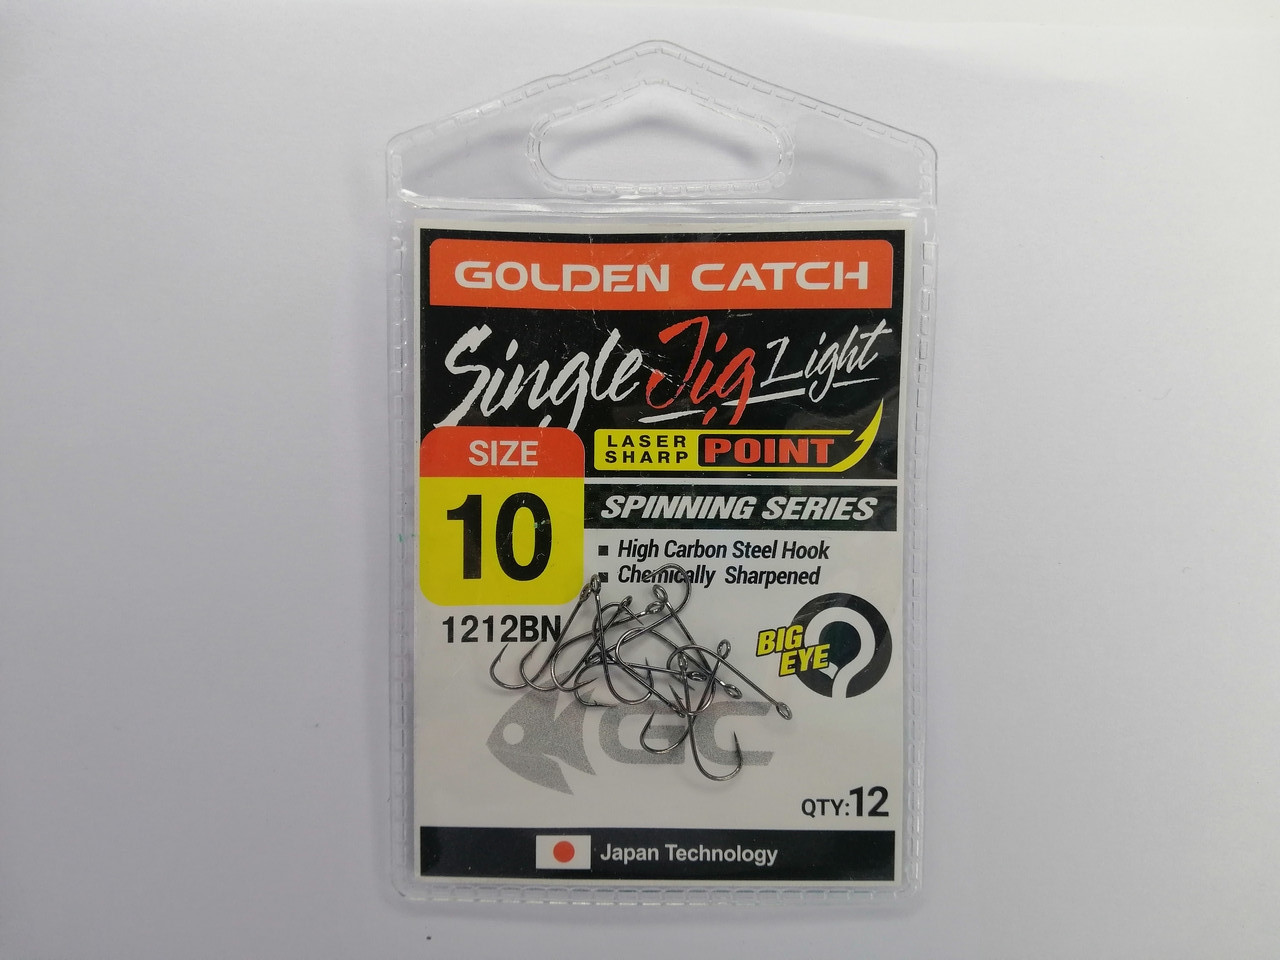 GOLDEN CATCH
Single Jig Light
SIZE
10
LASER
SHARP
POINT
SPINNING SERIES
High Carbon Steel Hook
Chemically Sharpened
1212BN
BIG
EYE
GC
QTY:12
Japan Technology